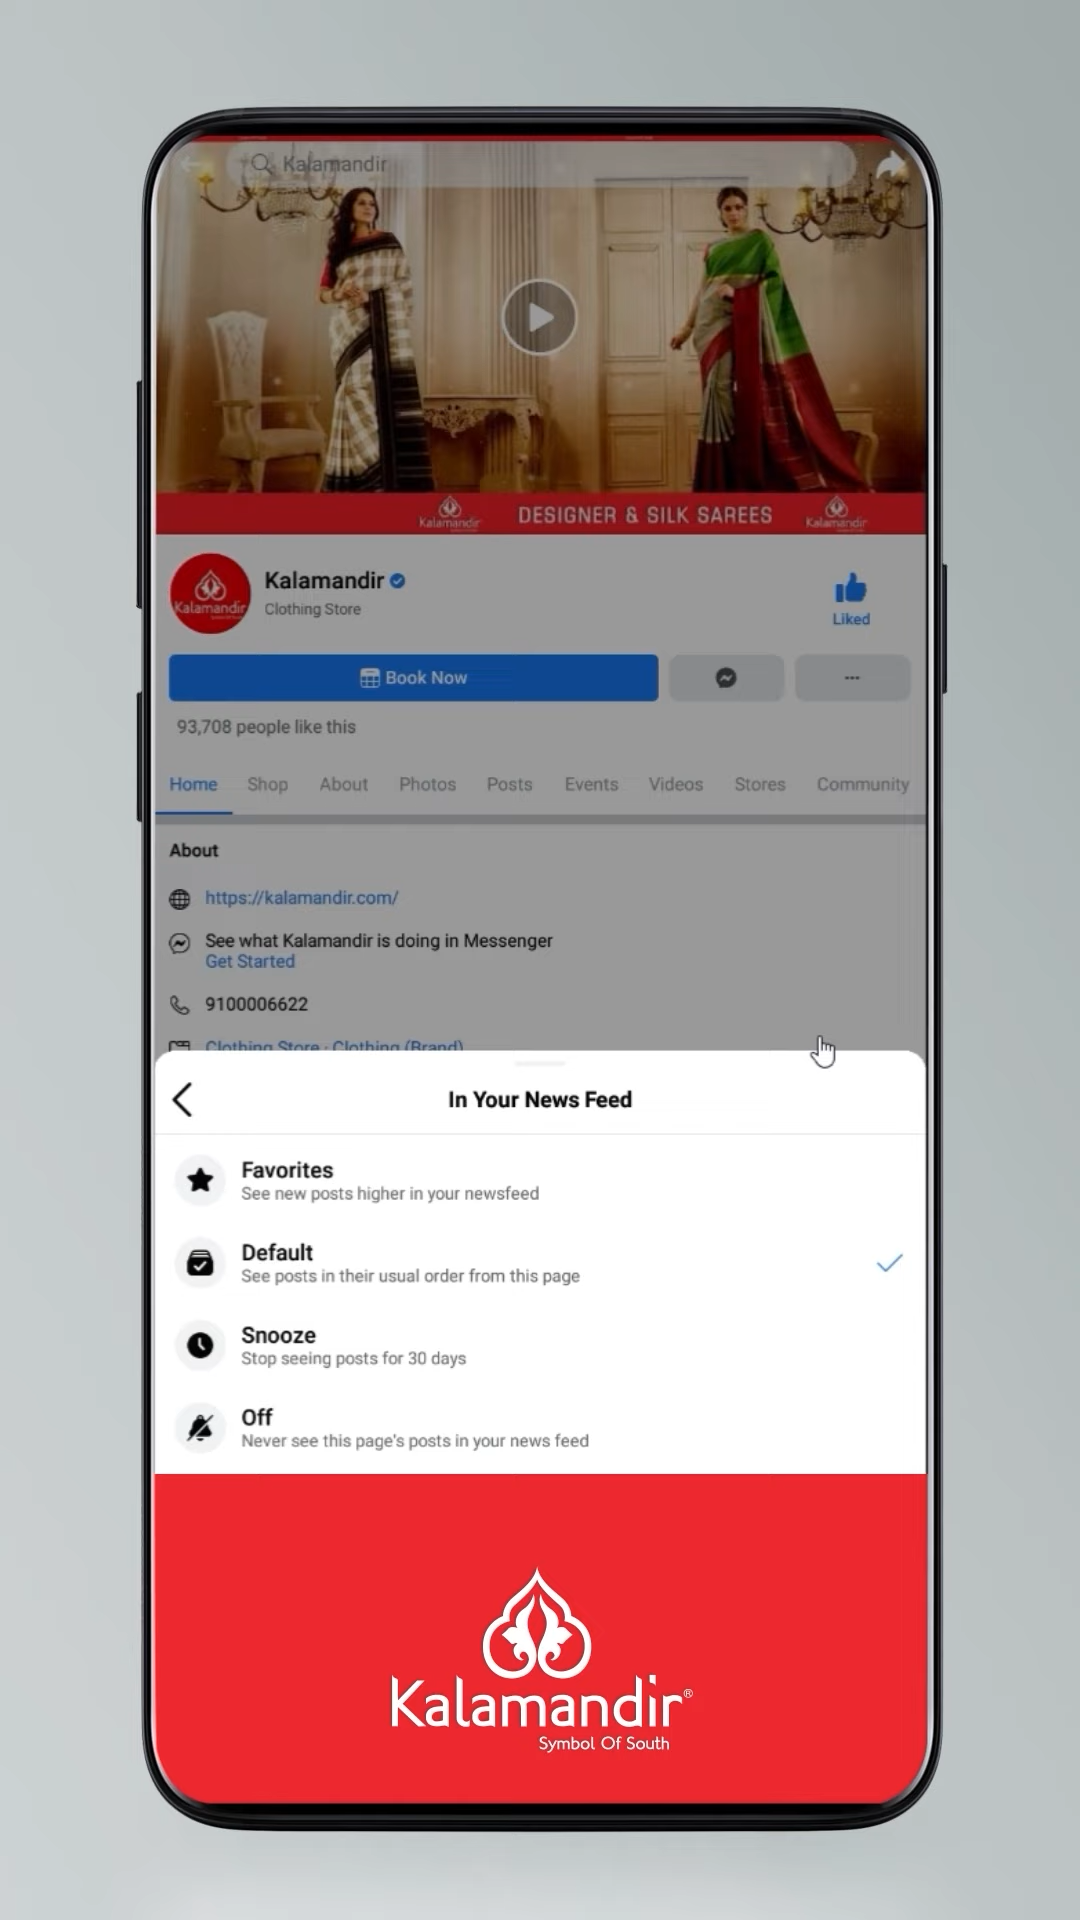 Kalamandir
Kalamandir
DESIGNER & SILK SAREES
Kalamandir
Kalamandir
Kalamandir
Clothing Store
Liked
Book Now
93,708 people like this
Home Shop About Photos Posts Events Videos Stores Community
About
https://kalamandir.com/
See what Kalamandir is doing in Messenger
Get Started
9100006622
Clothing Store · Clothing (Brand)
In Your News Feed
Favorites
See new posts higher in your newsfeed
Default
See posts in their usual order from this page
Snooze
Stop seeing posts for 30 days
Off
Never see this page's posts in your news feed
Kalamandir®
Symbol Of South